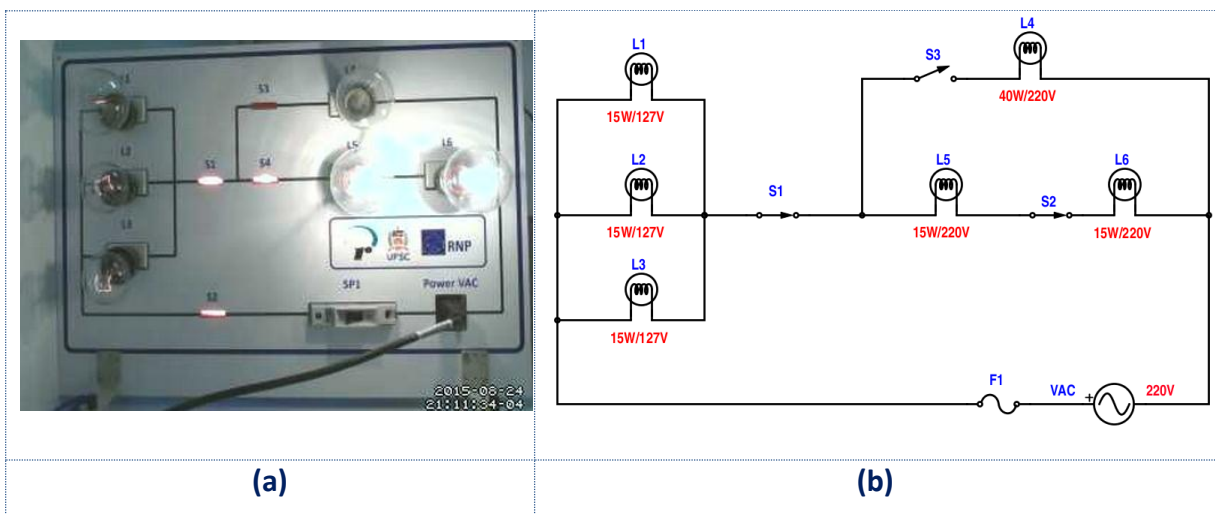 L1
L2
L3
S1
S3
S4
L5
L6
UFSC
RNP
S2
SP1
Power VAC
2015-08-24
21:11:34-04
(a)
L1
15W/127V
L2
15W/127V
L3
15W/127V
S1
S3
L4
40W/220V
L5
15W/220V
S2
L6
15W/220V
F1
VAC
+
220V
(b)